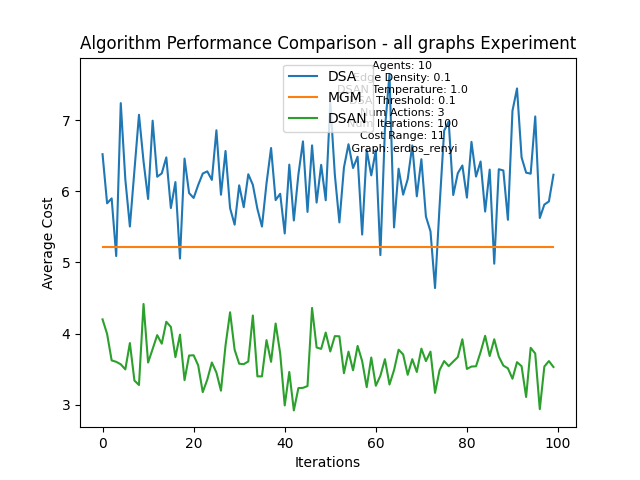 Algorithm Performance Comparison - all graphs Experiment
Agents: 10
Edge Density: 0.1
DSAN Temperature: 1.0
Threshold: 0.1
Num Actions: 3
Iterations: 100
Cost Range: 11
Graph: erdos_renyi
DSA
MGM
DSAN
7
6
5
4
3
Average Cost
0
20
40
60
80
100
Iterations